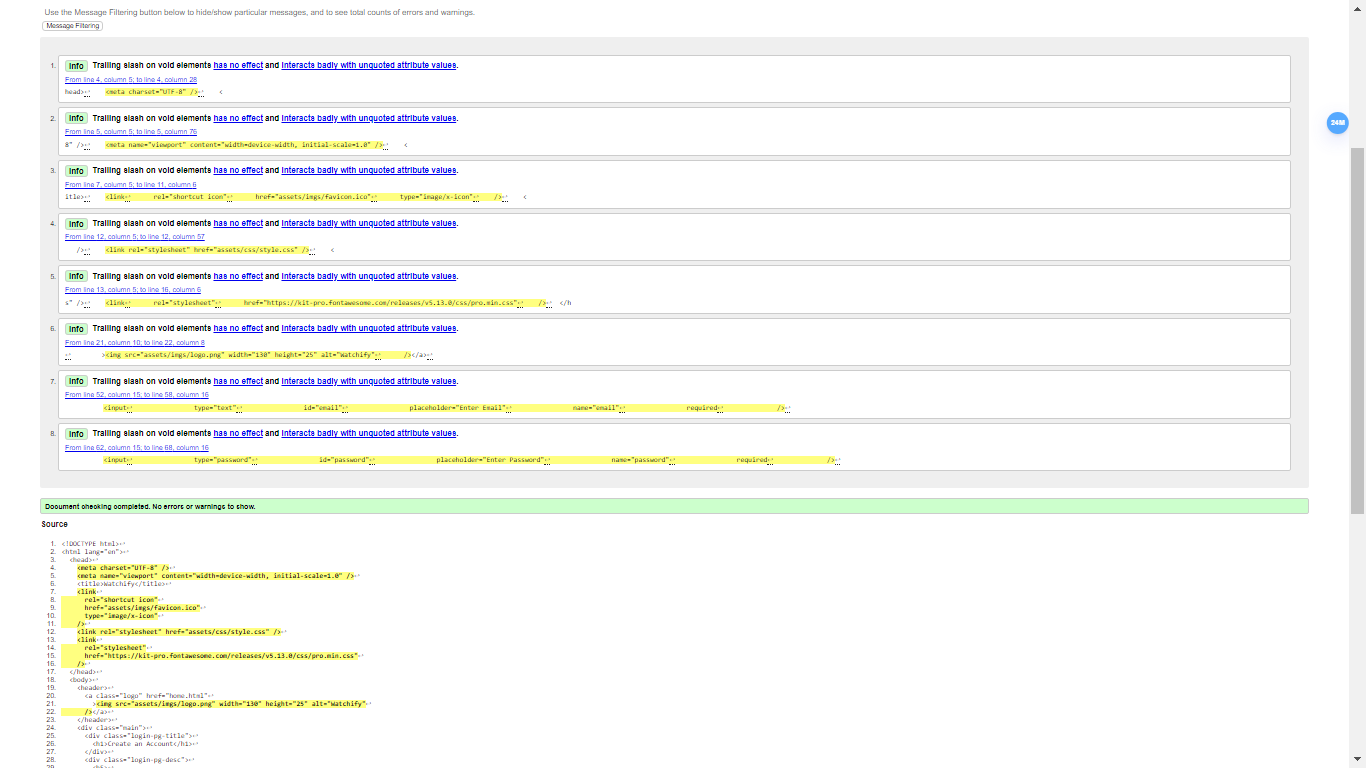 Use the Message Filtering button below to hide/show particular messages, and to see total counts of errors and warnings.
Message Filtering
1. Info Trailing slash on void elements has no effect and interacts badly with unquoted attribute values.
From line 4, column 5; to line 4, column 28
head>↩ <meta charset="UTF-8" />↩ <
2. Info Trailing slash on void elements has no effect and interacts badly with unquoted attribute values.
From line 5, column 5; to line 5, column 76
8" />↩ <meta name="viewport" content="width=device-width, initial-scale=1.0" />↩ <
3. Info Trailing slash on void elements has no effect and interacts badly with unquoted attribute values.
From line 7, column 5; to line 11, column 6
itle>↩ <link↩ rel="shortcut icon"↩ href="assets/imgs/favicon.ico"↩ type="image/x-icon"↩ />↩ <
4. Info Trailing slash on void elements has no effect and interacts badly with unquoted attribute values.
From line 12, column 5; to line 12, column 57
/>↩ <link rel="stylesheet" href="assets/css/style.css" />↩ <
5. Info Trailing slash on void elements has no effect and interacts badly with unquoted attribute values.
From line 13, column 5; to line 16, column 6
s" />↩ <link↩ rel="stylesheet"↩ href="https://kit-pro.fontawesome.com/releases/v5.13.0/css/pro.min.css"↩ />↩ </h
6. Info Trailing slash on void elements has no effect and interacts badly with unquoted attribute values.
From line 21, column 10; to line 22, column 8
↩ ><img src="assets/imgs/logo.png" width="130" height="25" alt="Watchify"↩ /></a>↩
7. Info Trailing slash on void elements has no effect and interacts badly with unquoted attribute values.
From line 52, column 15; to line 58, column 16
<input↩ type="text"↩ id="email"↩ placeholder="Enter Email"↩ name="email"↩ required↩ />↩
8. Info Trailing slash on void elements has no effect and interacts badly with unquoted attribute values.
From line 62, column 15; to line 68, column 16
<input↩ type="password"↩ id="password"↩ placeholder="Enter Password"↩ name="password"↩ required↩ />↩
24M
Document checking completed. No errors or warnings to show.
Source
1. <!DOCTYPE html>↩
2. <html lang="en">↩
3. <head>↩
4. <meta charset="UTF-8" />↩
5. <meta name="viewport" content="width=device-width, initial-scale=1.0" />↩
6. <title>Watchify</title>↩
7. <link↩
8. rel="shortcut icon"↩
9. href="assets/imgs/favicon.ico"↩
10. type="image/x-icon"↩
11. />↩
12. <link rel="stylesheet" href="assets/css/style.css" />↩
13. <link↩
14. rel="stylesheet"↩
15. href="https://kit-pro.fontawesome.com/releases/v5.13.0/css/pro.min.css"↩
16. />↩
17. </head>↩
18. <body>↩
19. <header>↩
20. <a class="logo" href="home.html"↩
21. ><img src="assets/imgs/logo.png" width="130" height="25" alt="Watchify"↩
22. /></a>↩
23. </header>↩
24. <div class="main">↩
25. <div class="login-pg-title">↩
26. <h1>Create an Account</h1>↩
27. </div>↩
28. <div class="login-pg-desc">↩